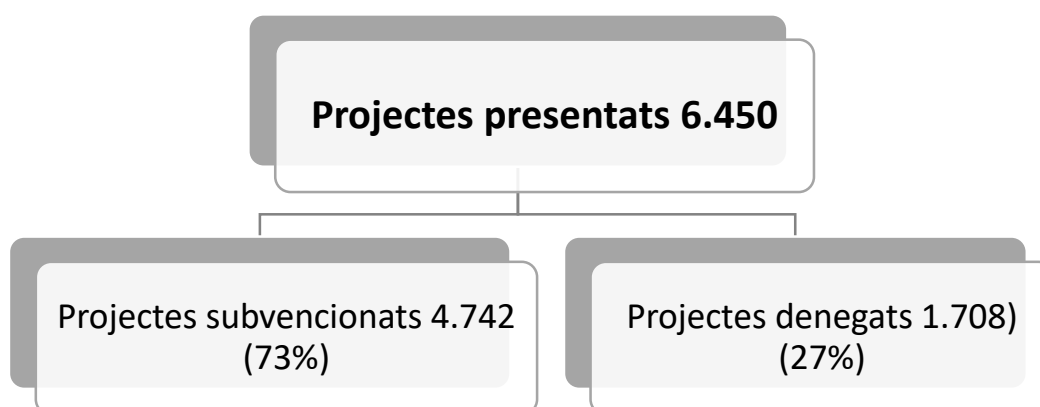 Projectes presentats 6.450
Projectes subvencionats 4.742
(73%)
Projectes denegats 1.708)
(27%)